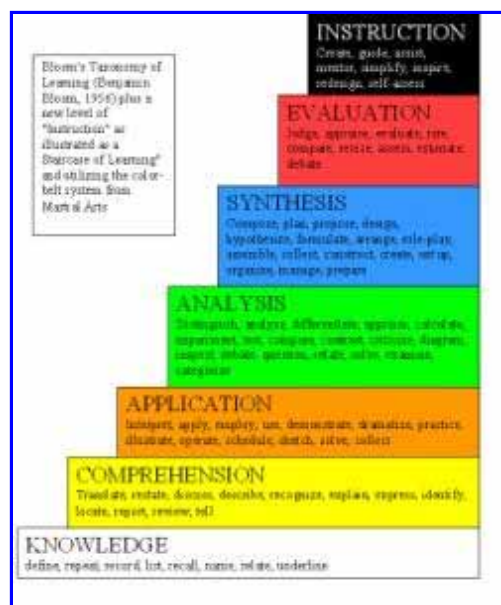 INSTRUCTION
Create, guide, assist,
mentor, simplify, inspire,
redesign, self-assess
Bloom's Taxonomy of
Learning (Benjamin
Bloom, 1956) plus a
new level of
"Instruction" as
illustrated as a
Staircase of Learning"
and utilizing the color-
belt system from
Martial Arts
EVALUATION
Judge, appraise, evaluate, rate,
compare, revise, assess, estimate,
debate
SYNTHESIS
Compose, plan, propose, design,
hypothesize, formulate, arrange, role-play,
assemble, collect, construct, create, set up,
organize, manage, prepare
ANALYSIS
Distinguish, analyze, differentiate, appraise, calculate,
experiment, test, compare, contrast, criticize, diagram,
inspect, debate, question, relate, solve, examine,
categorize
APPLICATION
Interpret, apply, employ, use, demonstrate, dramatize, practice,
illustrate, operate, schedule, sketch, solve, collect
COMPREHENSION
Translate, restate, discuss, describe, recognize, explain, express, identify,
locate, report, review, tell
KNOWLEDGE
define, repeat, record, list, recall, name, relate, underline